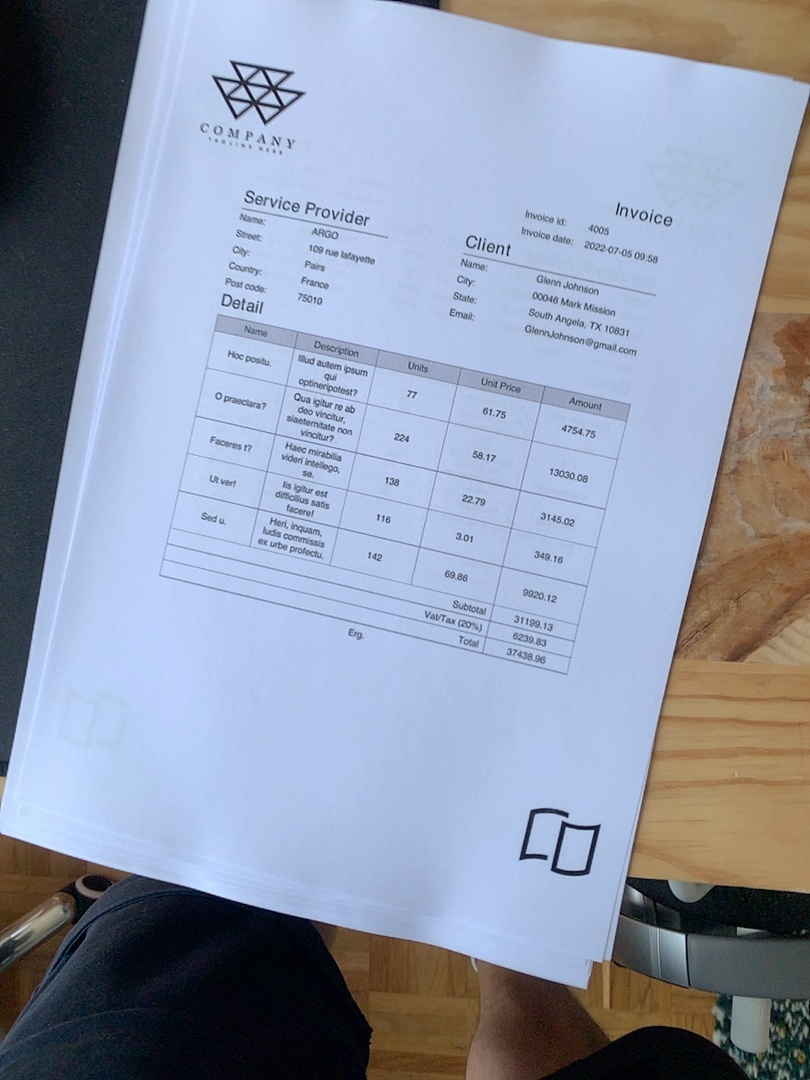 COMPANY
TAGLINE HERE
Invoice
Invoice id: 4005
Invoice date: 2022-07-05 09:58
Service Provider
Name: ARGO
Street: 109 rue lafayette
City: Pairs
Country: France
Post code: 75010
Client
Name: Glenn Johnson
City: 00046 Mark Mission
State: South Angela, TX 10831
Email: GlennJohnson@gmail.com
Detail
Name Description Units Unit Price Amount
Hoc positu. Illud autem ipsum qui optineripotest? 77 61.75 4754.75
O praeclara? Qua igitur re ab deo vincitur, siaeternitate non vincitur? 224 58.17 13030.08
Faceres t? Haec mirabilia videri intellego, se. 138 22.79 3145.02
Ut ver! Iis igitur est difficilius satis facere! 116 3.01 349.16
Sed u. Heri, inquam, ludis commissis ex urbe profectu. 142 69.86 9920.12
Subtotal 31199.13
Vat/Tax (20%) 6239.83
Total 37438.96
Erg.